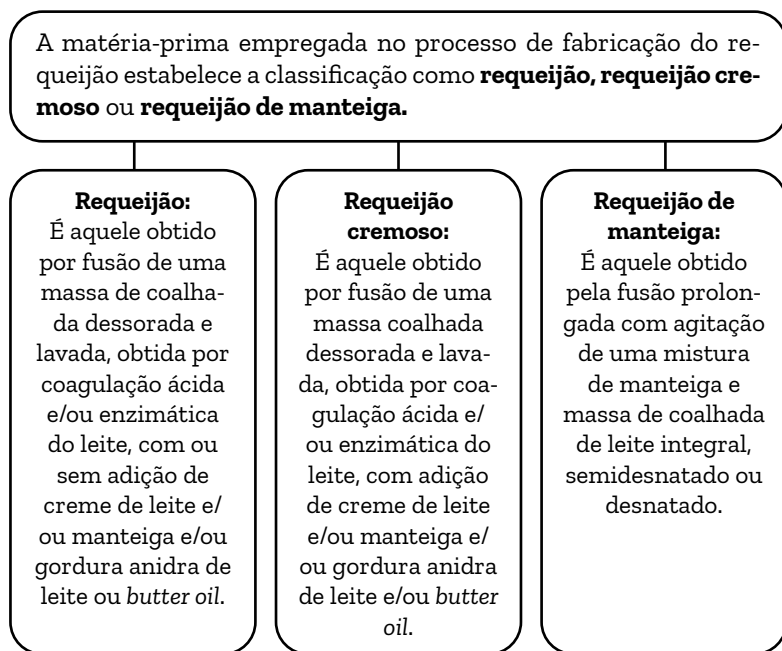 A matéria-prima empregada no processo de fabricação do re-
queijão estabelece a classificação como requeijão, requeijão cre-
moso ou requeijão de manteiga.
Requeijão:
É aquele obtido
por fusão de uma
massa de coalha-
da dessorada e
lavada, obtida por
coagulação ácida
e/ou enzimática
do leite, com ou
sem adição de
creme de leite e/
ou manteiga e/ou
gordura anidra de
leite ou butter oil.
Requeijão
cremoso:
É aquele obtido
por fusão de uma
massa coalhada
dessorada e lava-
da, obtida por coa-
gulação ácida e/
ou enzimática do
leite, com adição
de creme de leite
e/ou manteiga e/
ou gordura anidra
de leite e/ou butter
oil.
Requeijão de
manteiga:
É aquele obtido
pela fusão prolon-
gada com agitação
de uma mistura
de manteiga e
massa de coalhada
de leite integral,
semidesnatado ou
desnatado.